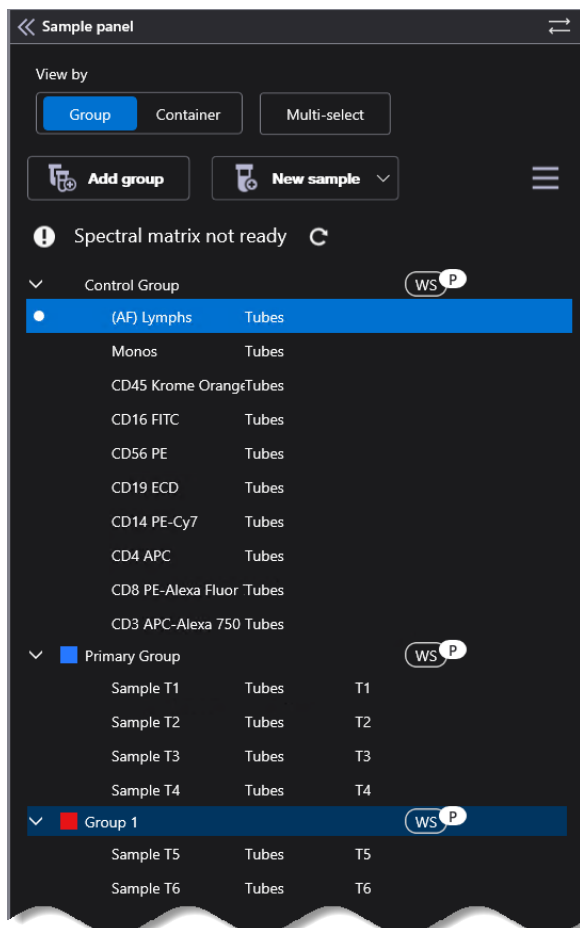 Sample panel
View by
Group Container Multi-select
Add group New sample
Spectral matrix not ready
Control Group WS P
(AF) Lymphs Tubes
Monos Tubes
CD45 Krome Orange Tubes
CD16 FITC Tubes
CD56 PE Tubes
CD19 ECD Tubes
CD14 PE-Cy7 Tubes
CD4 APC Tubes
CD8 PE-Alexa Fluor Tubes
CD3 APC-Alexa 750 Tubes
Primary Group WS P
Sample T1 Tubes T1
Sample T2 Tubes T2
Sample T3 Tubes T3
Sample T4 Tubes T4
Group 1 WS P
Sample T5 Tubes T5
Sample T6 Tubes T6